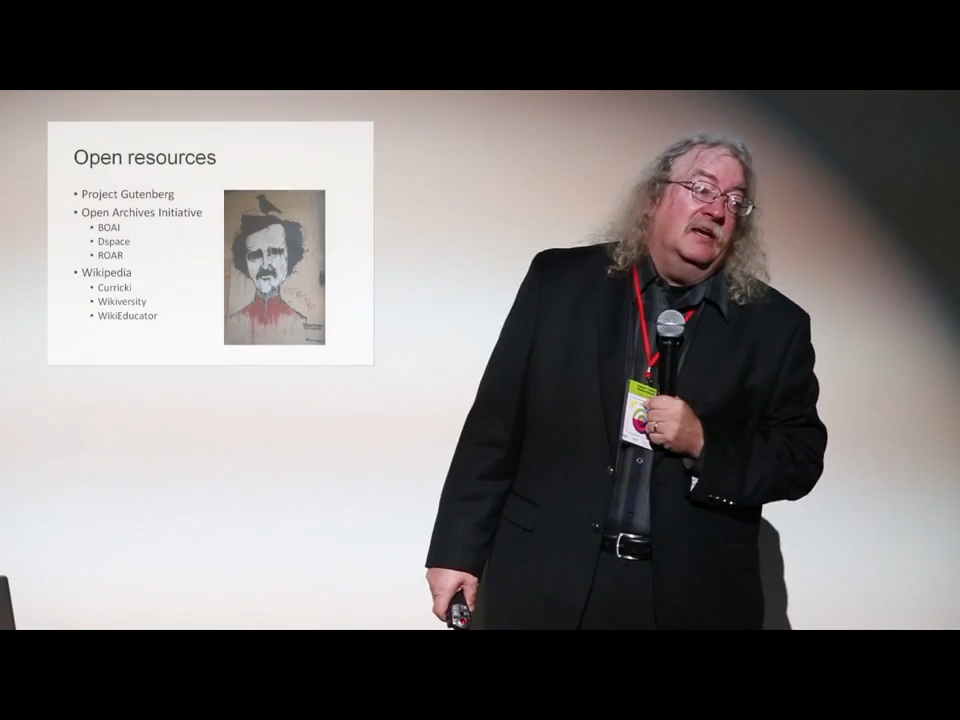 Open resources
• Project Gutenberg
• Open Archives Initiative
• BOAI
• Dspace
• ROAR
• Wikipedia
• Curricki
• Wikiversity
• WikiEducator